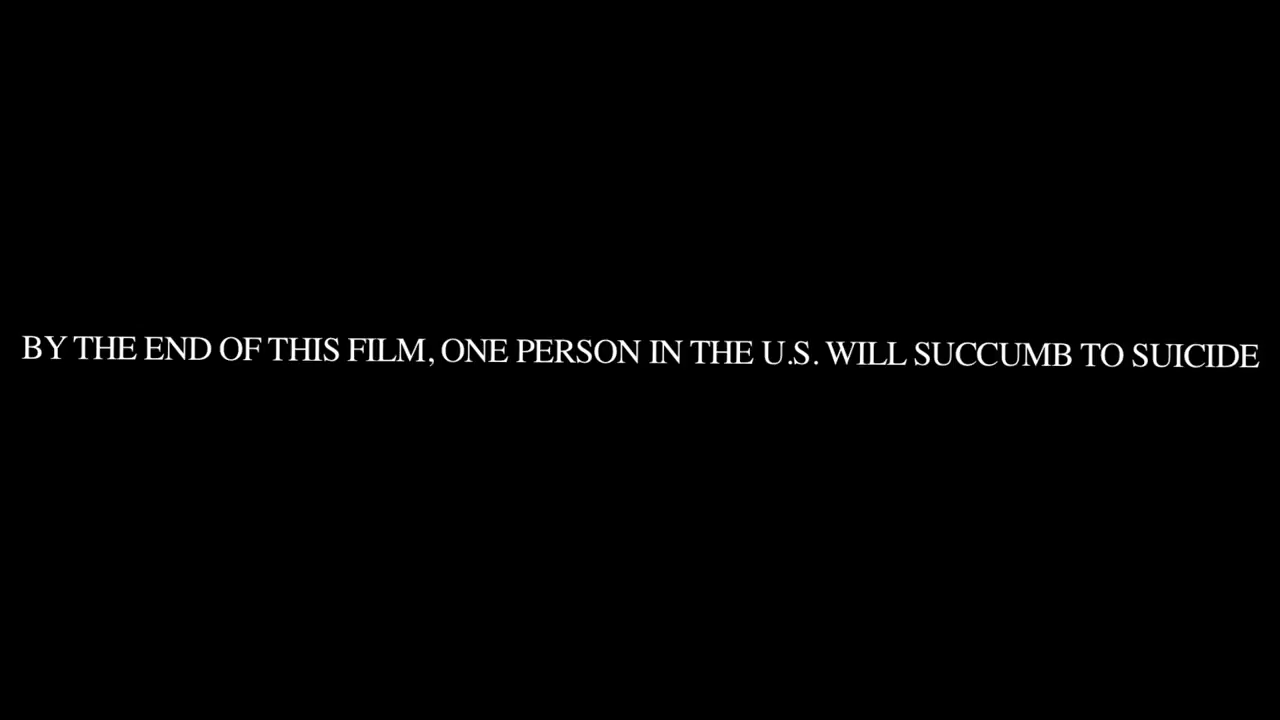 BY THE END OF THIS FILM, ONE PERSON IN THE U.S. WILL SUCCUMB TO SUICIDE